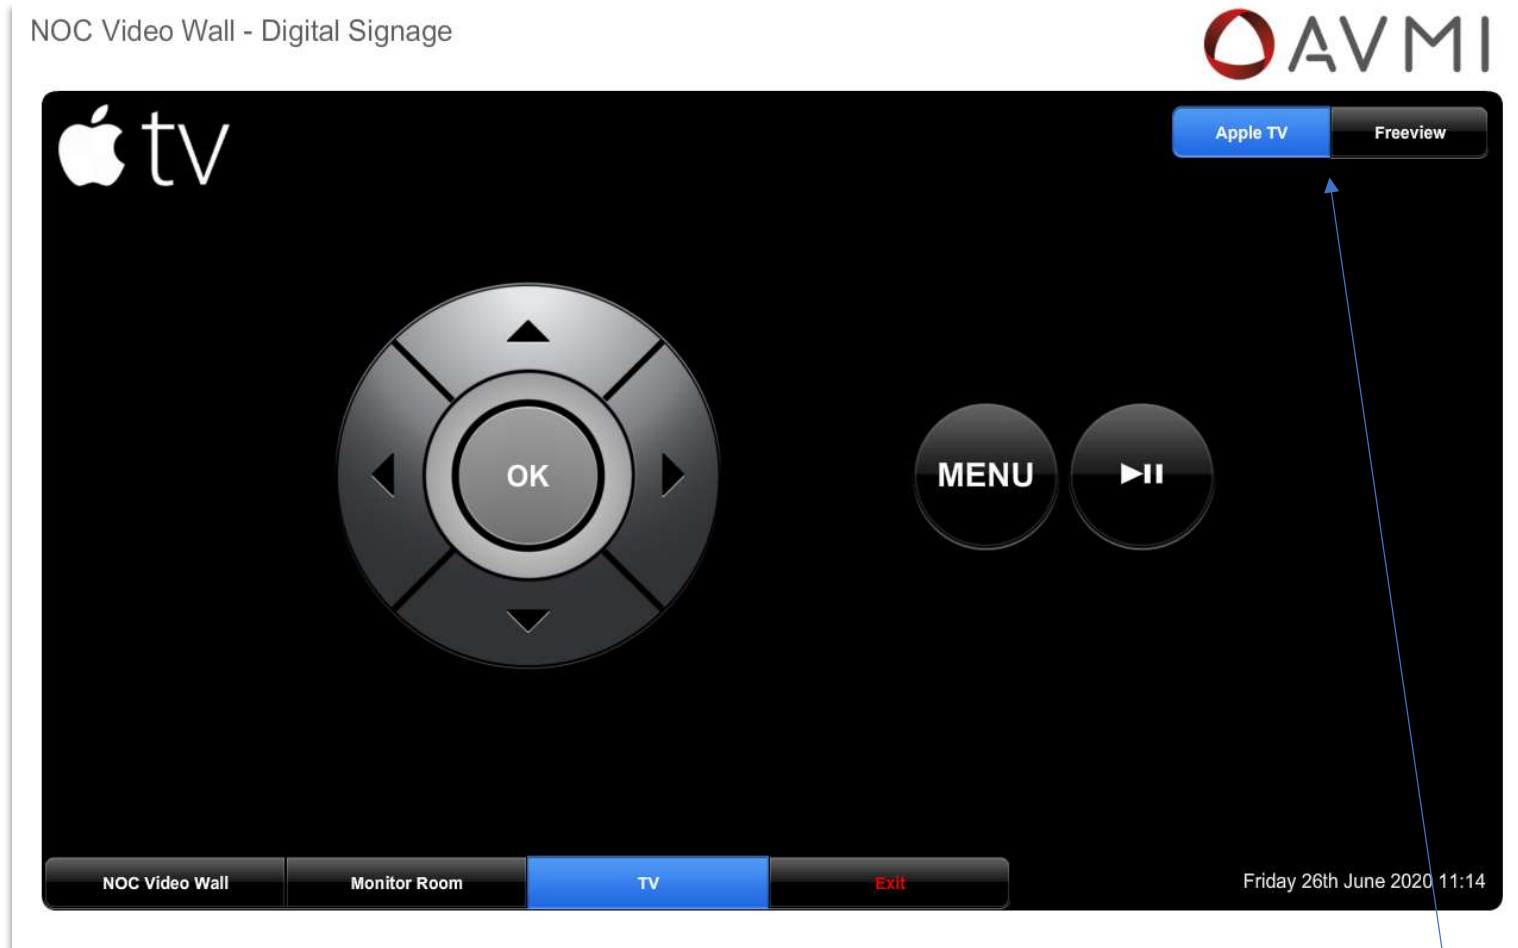 NOC Video Wall - Digital Signage
AVMI
tv
Apple TV
Freeview
OK
MENU
NOC Video Wall
Monitor Room
TV
Exit
Friday 26th June 2020 11:14